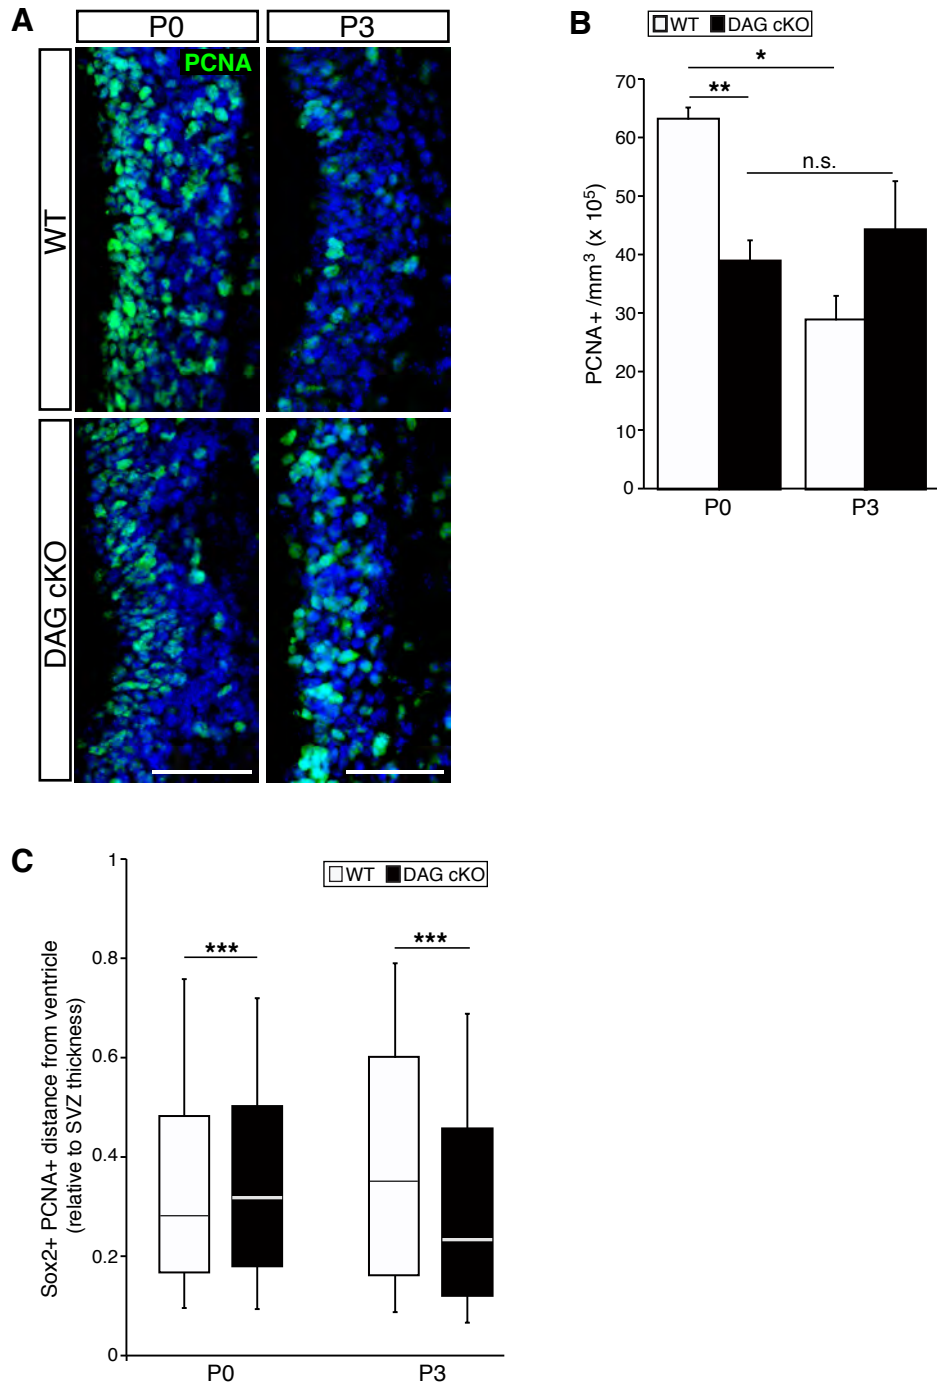 A
P0
P3
PCNA
WT
DAG cKO
B
WT DAG cKO
*
**
n.s.
PCNA+ /mm³ (x 10⁵)
70
60
50
40
30
20
10
0
P0
P3
C
WT DAG cKO
***
***
Sox2+ PCNA+ distance from ventricle
(relative to SVZ thickness)
1
0.8
0.6
0.4
0.2
0
P0
P3